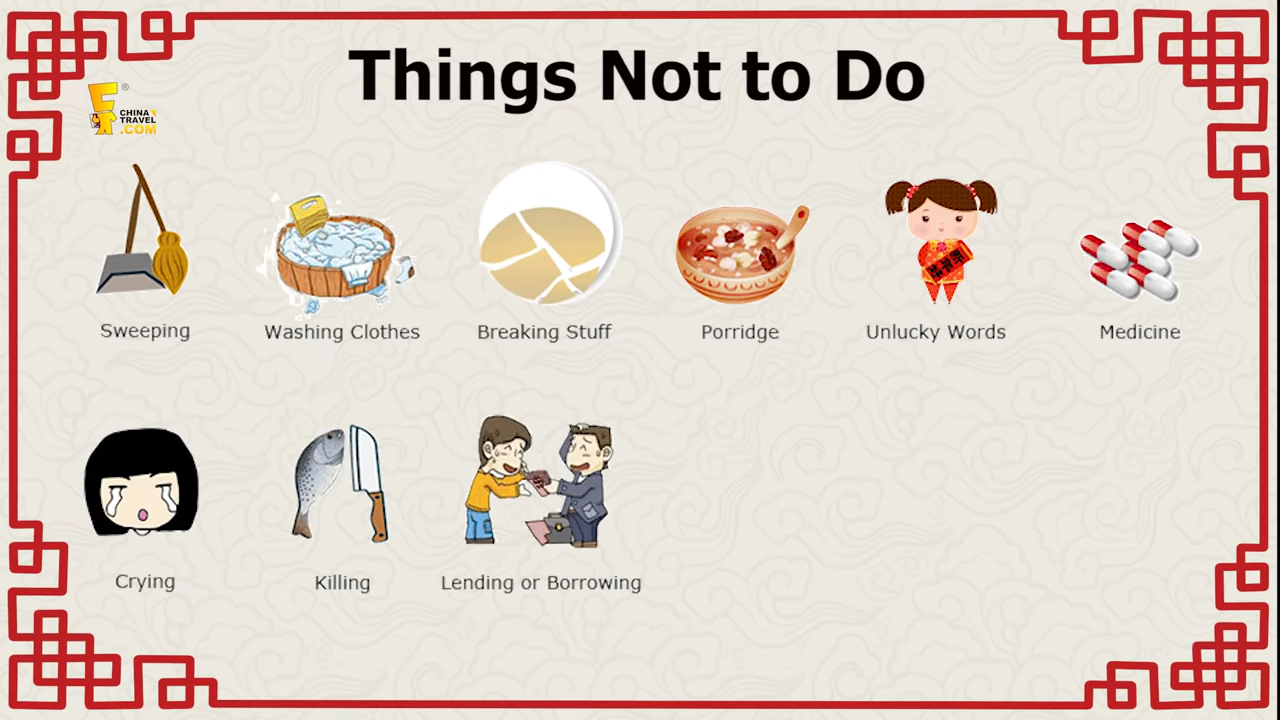 Things Not to Do
®
CHINA
TRAVEL
.COM
Sweeping
Washing Clothes
Breaking Stuff
Porridge
Unlucky Words
Medicine
Crying
Killing
Lending or Borrowing